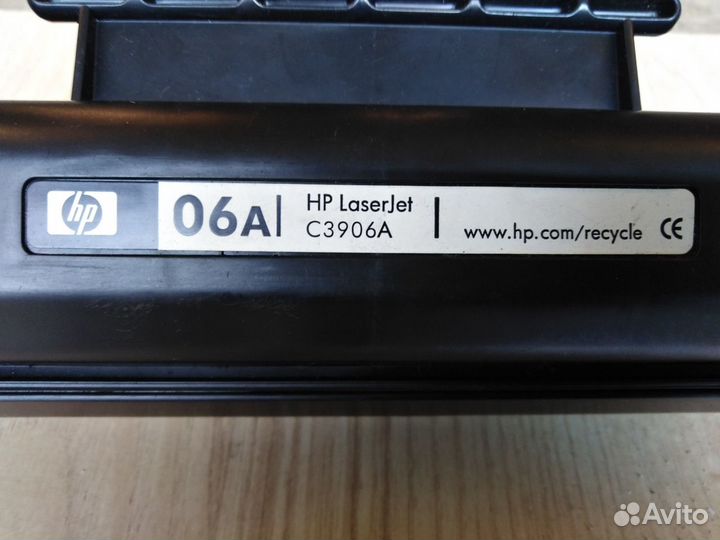 hp
06A
HP LaserJet
C3906A
www.hp.com/recycle
CE
Avito